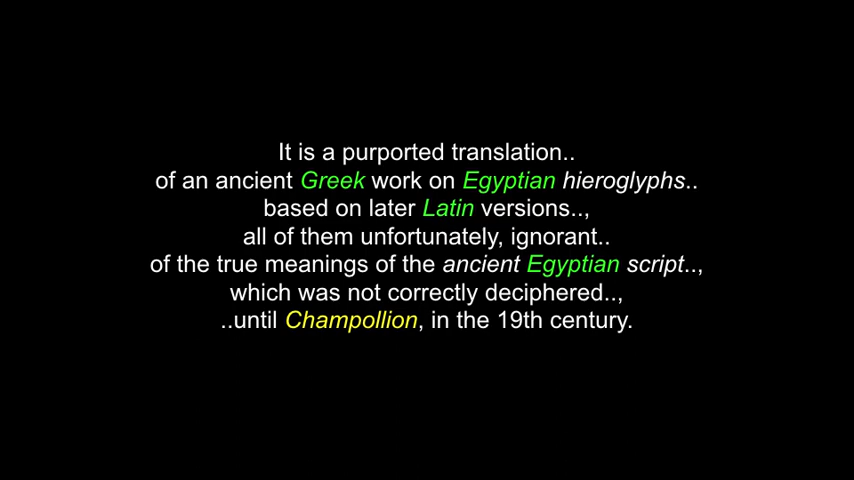 It is a purported translation..
of an ancient Greek work on Egyptian hieroglyphs..
based on later Latin versions..,
all of them unfortunately, ignorant..
of the true meanings of the ancient Egyptian script..,
which was not correctly deciphered..,
..until Champollion, in the 19th century.